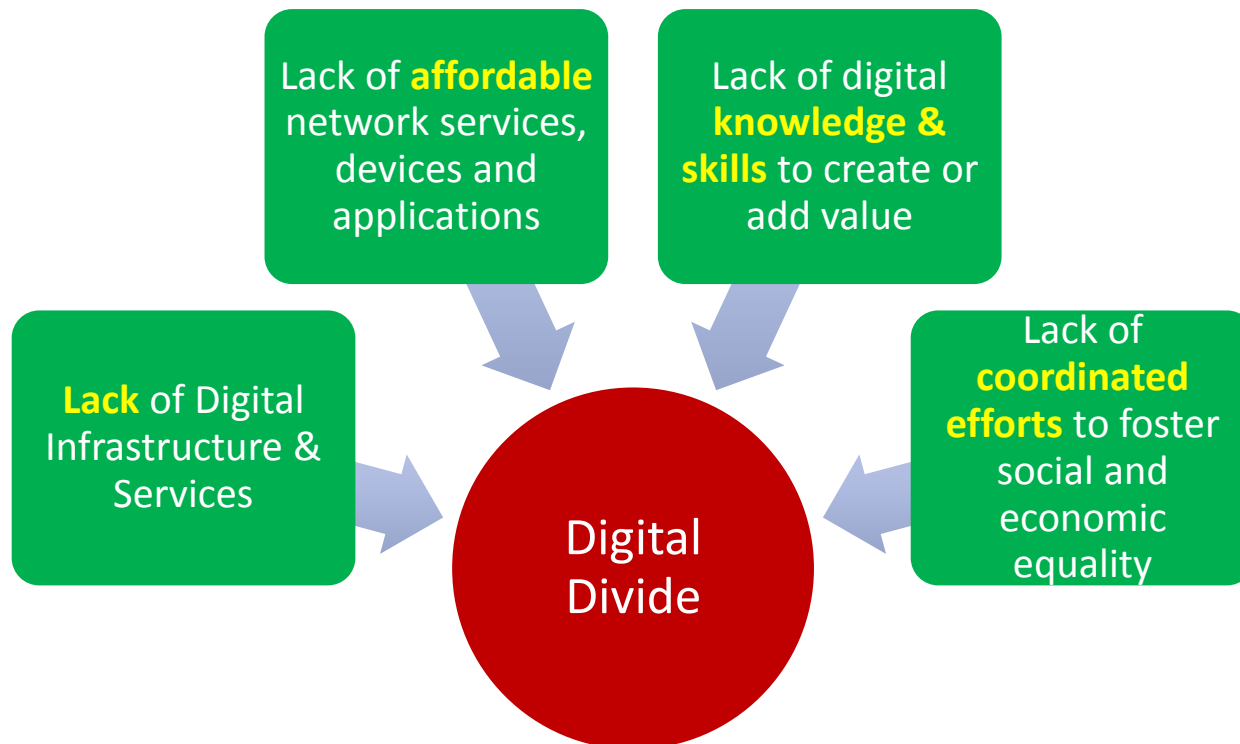 Lack of affordable
network services,
devices and
applications
Lack of digital
knowledge &
skills to create or
add value
Lack of Digital
Infrastructure &
Services
Lack of
coordinated
efforts to foster
social and
economic
equality
Digital
Divide